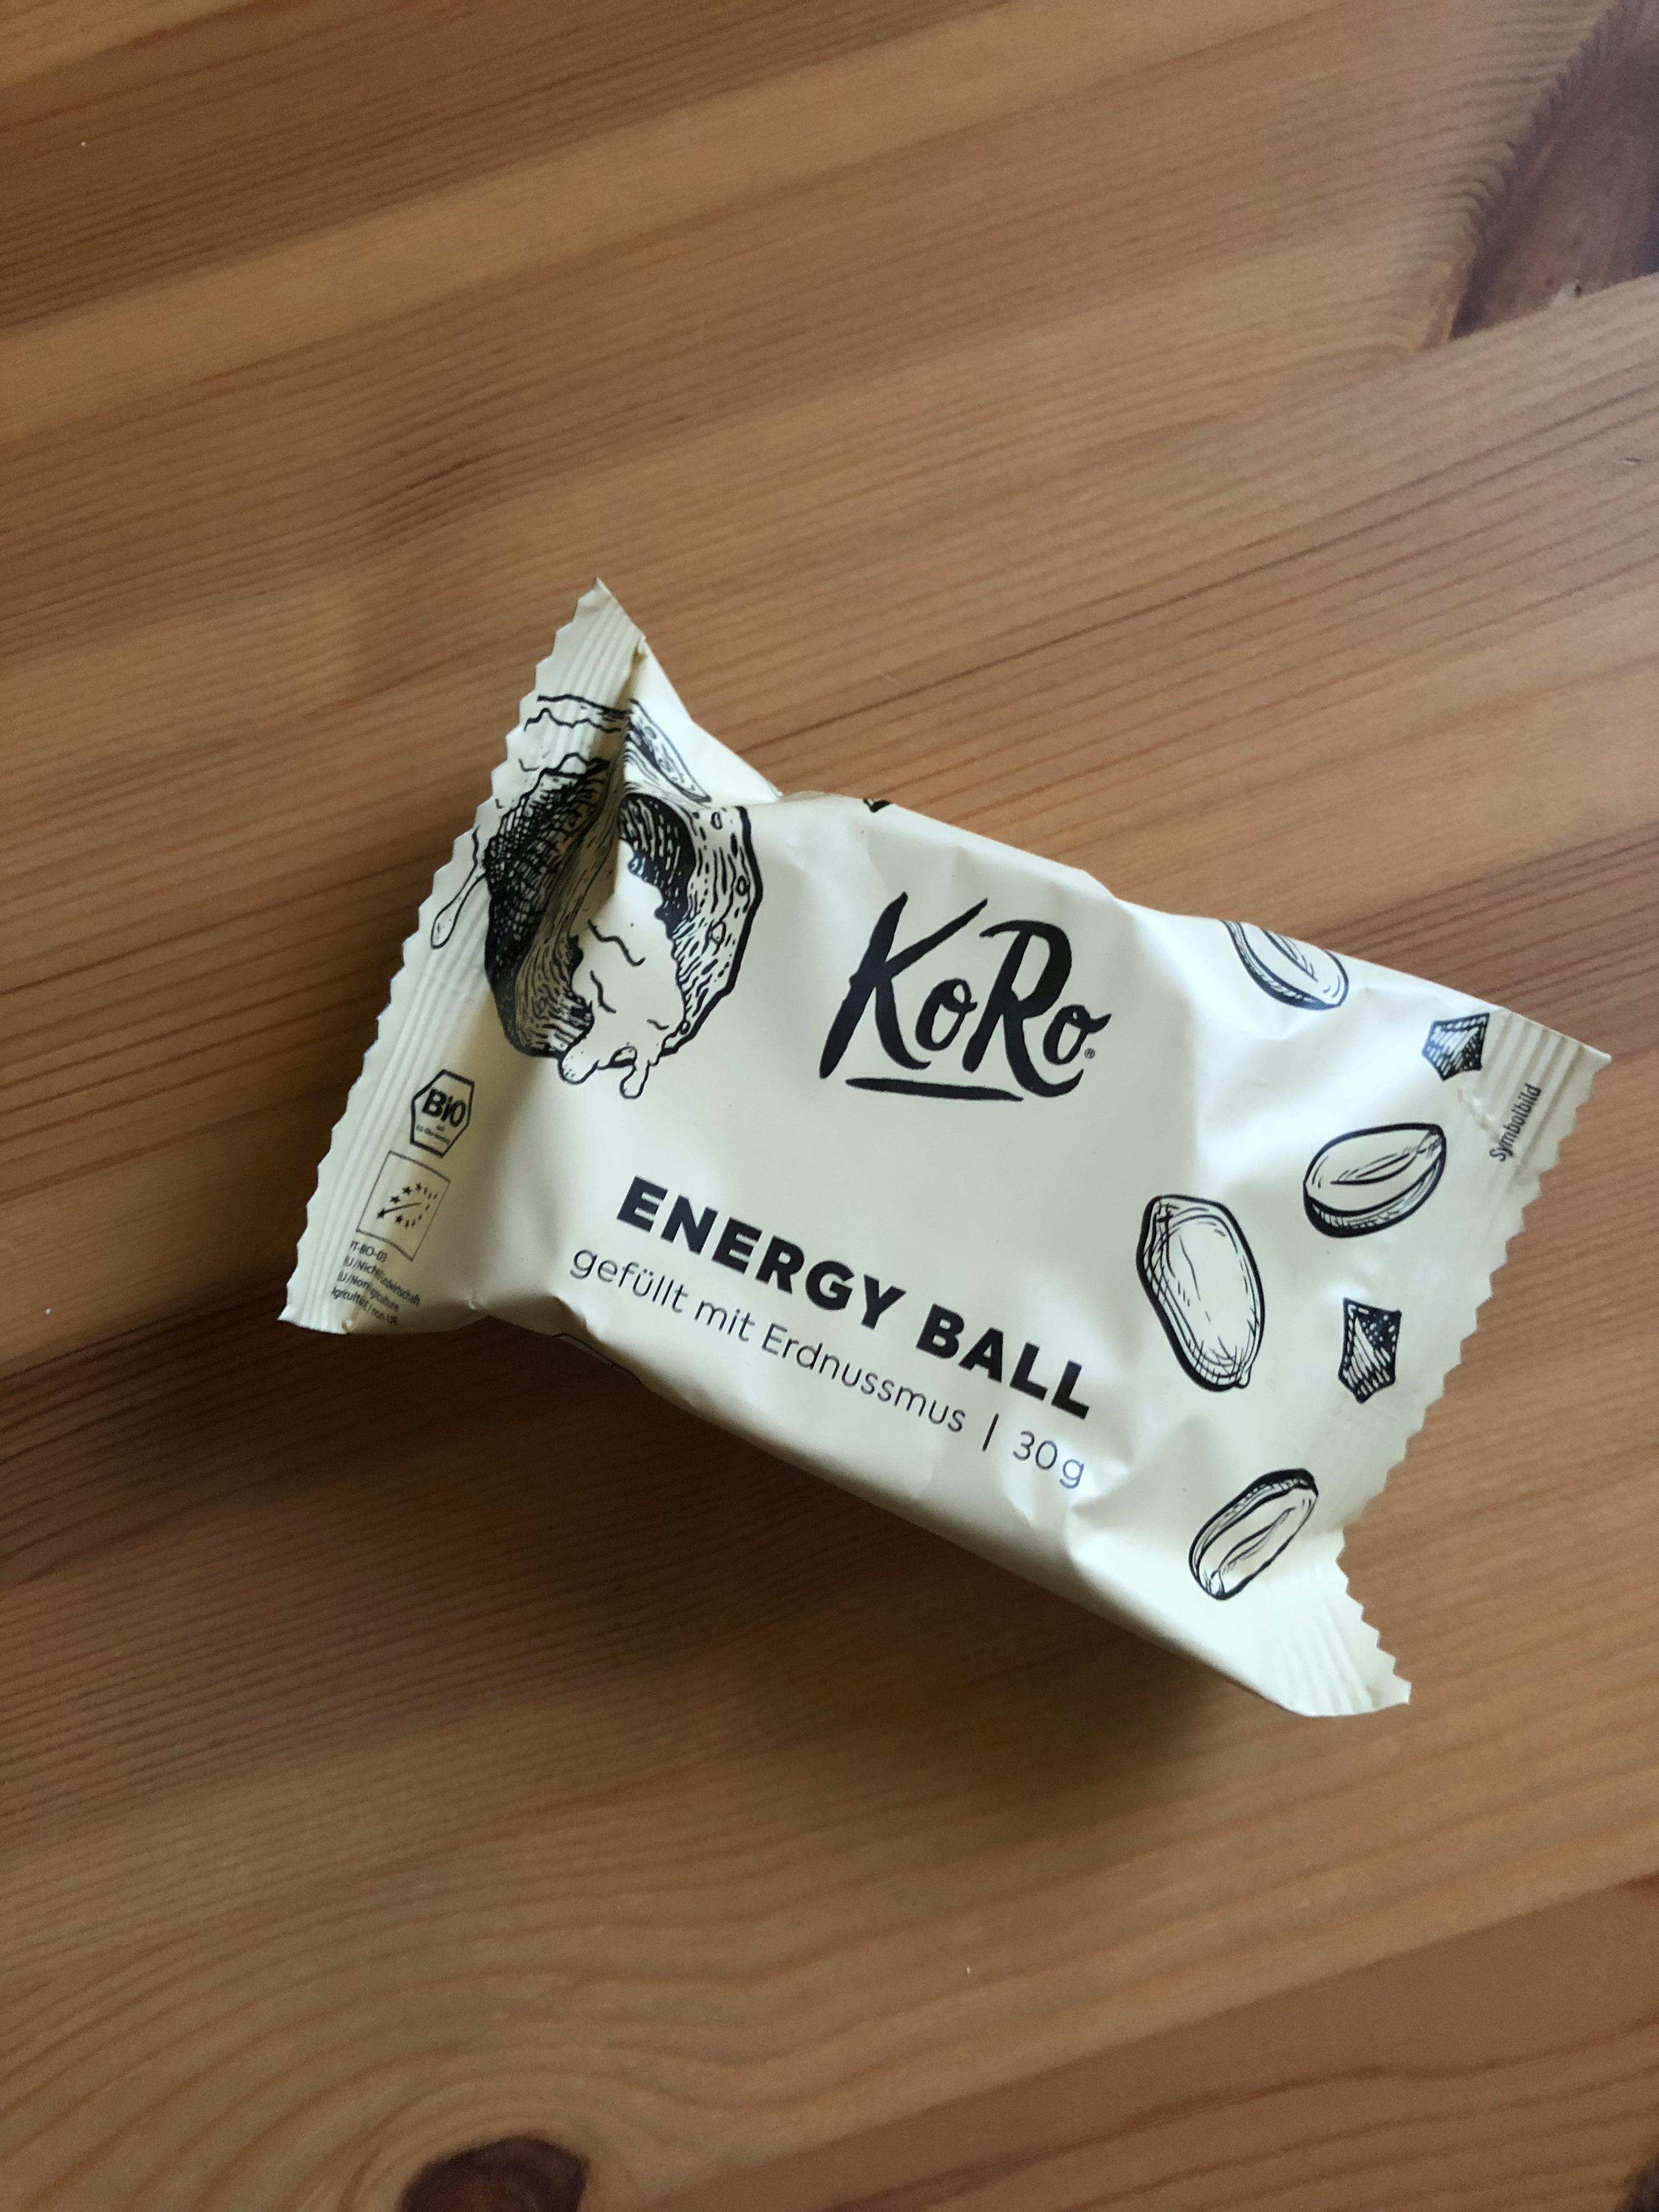 KoRo®
ENERGY BALL
gefüllt mit Erdnussmus | 30g
BIO
Symbolbild